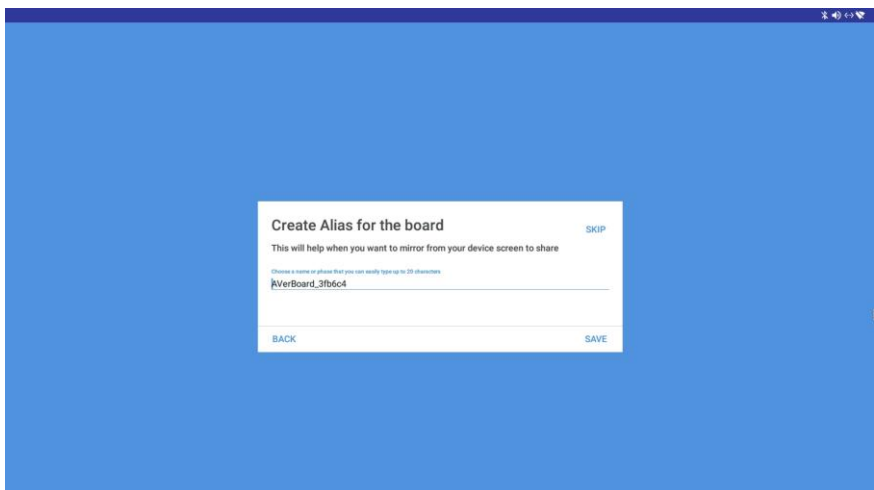 Create Alias for the board
SKIP
This will help when you want to mirror from your device screen to share
Choose a name or phase that you can easily type up to 20 characters
AVerBoard_3fb6c4
BACK
SAVE